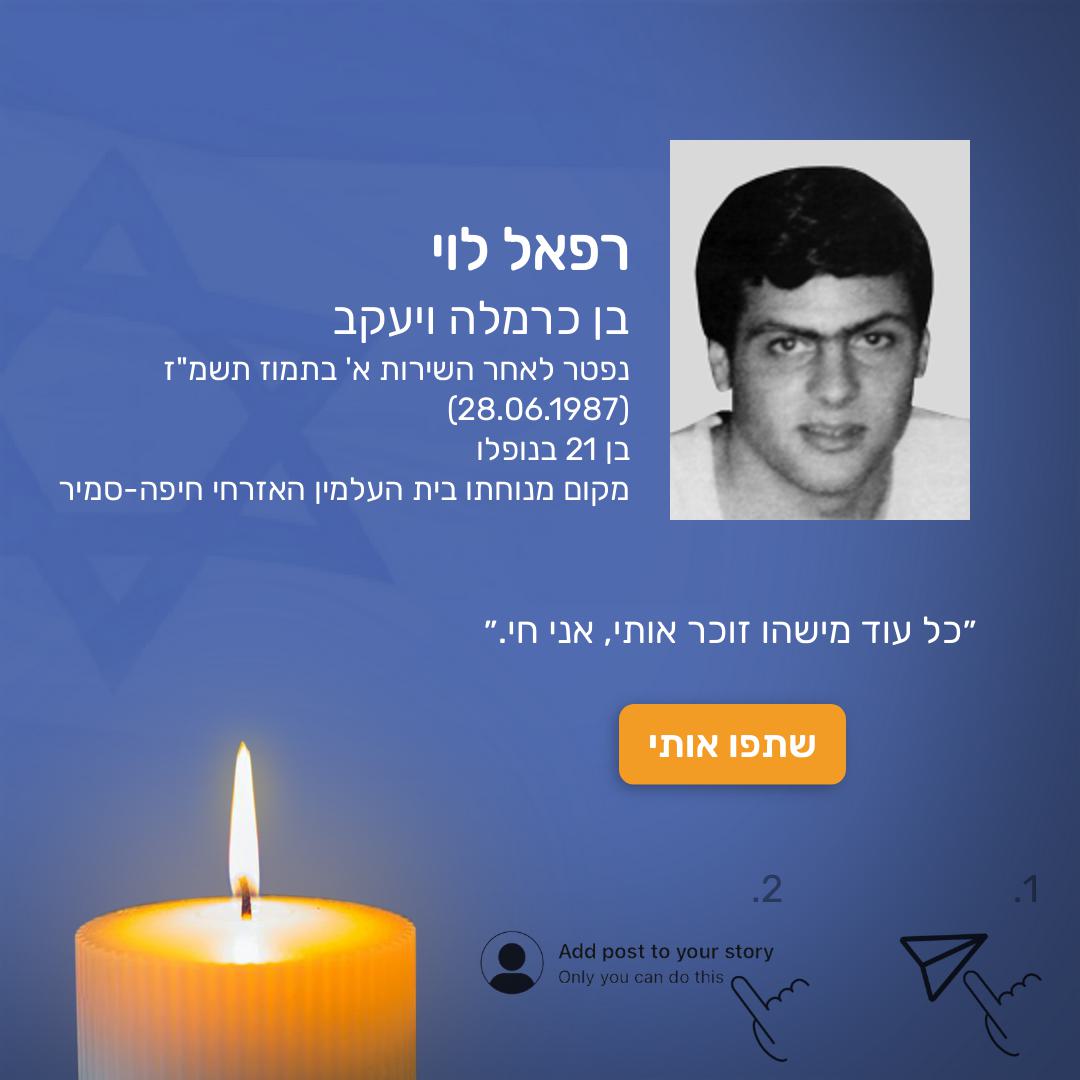 רפאל לוי
בן כרמלה ויעקב
נפטר לאחר השירות א' בתמוז תשמ"ז
(28.06.1987)
בן 21 בנופלו
מקום מנוחתו בית העלמין האזרחי חיפה-סמיר
״כל עוד מישהו זוכר אותי, אני חי.״
שתפו אותי
.1
.2
Add post to your story
Only you can do this